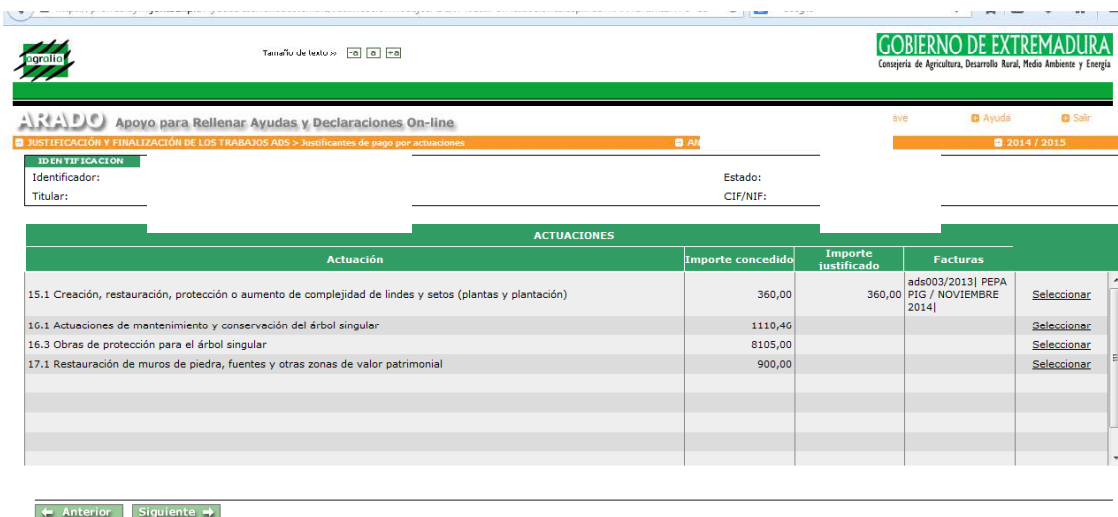 agralia
Tamaño de texto >> -a a +a
GOBIERNO DE EXTREMADURA
Consejería de Agricultura, Desarrollo Rural, Medio Ambiente y Energía
ARADO Apoyo para Rellenar Ayudas y Declaraciones On-line
ave Ayuda Salir
JUSTIFICACIÓN Y FINALIZACIÓN DE LOS TRABAJOS ADS > Justificantes de pago por actuaciones
2014 / 2015
IDENTIFICACION
Identificador: Estado:
Titular: CIF/NIF:
ACTUACIONES
Actuación Importe concedido Importe justificado Facturas
15.1 Creación, restauración, protección o aumento de complejidad de lindes y setos (plantas y plantación) 360,00 360,00 ads003/2013| PEPA PIG / NOVIEMBRE 2014| Seleccionar
16.1 Actuaciones de mantenimiento y conservación del árbol singular 1110,46 Seleccionar
16.3 Obras de protección para el árbol singular 8105,00 Seleccionar
17.1 Restauración de muros de piedra, fuentes y otras zonas de valor patrimonial 900,00 Seleccionar
Anterior Siguiente